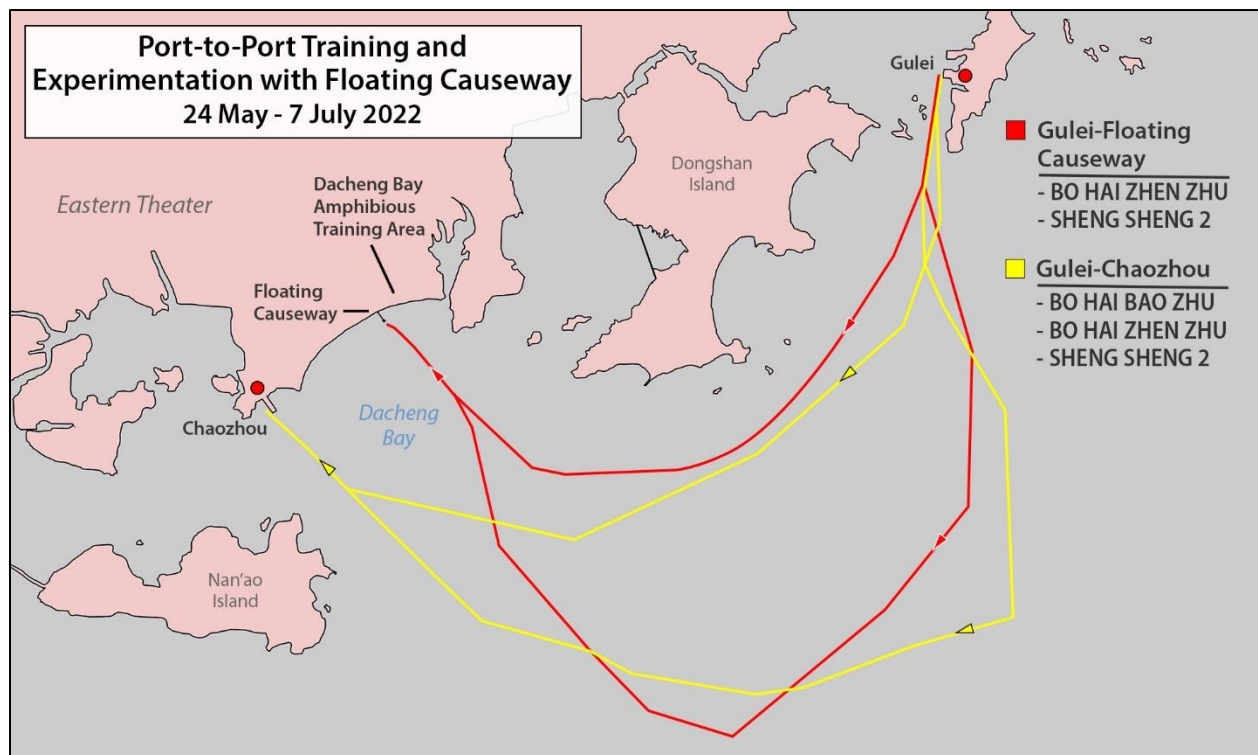 Port-to-Port Training and
Experimentation with Floating Causeway
24 May - 7 July 2022
Gulei
Gulei-Floating
Causeway
- BO HAI ZHEN ZHU
- SHENG SHENG 2
Gulei-Chaozhou
- BO HAI BAO ZHU
- BO HAI ZHEN ZHU
- SHENG SHENG 2
Dongshan
Island
Eastern Theater
Dacheng Bay
Amphibious
Training Area
Floating
Causeway
Chaozhou
Dacheng
Bay
Nan'ao
Island